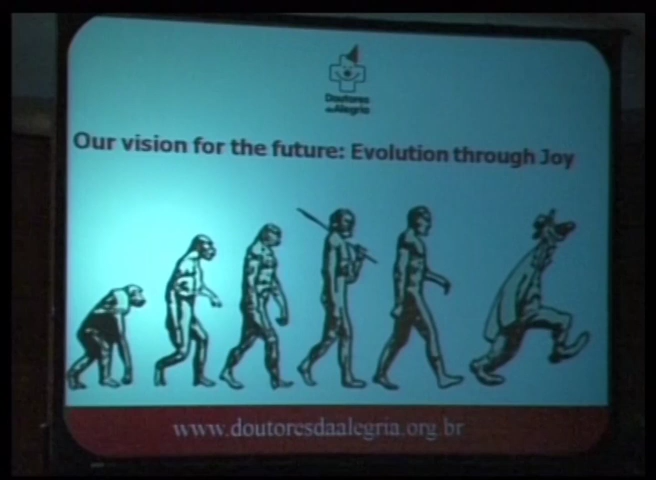 Doutores
da Alegria
Our vision for the future: Evolution through Joy
www.doutoresdaalegria.org.br